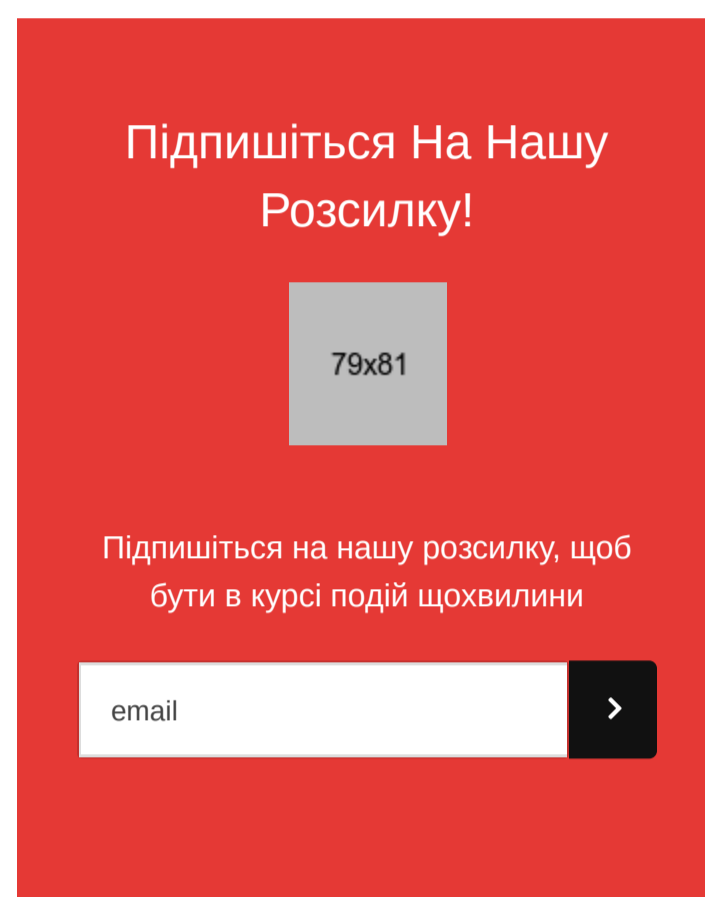 Підпишіться На Нашу
Розсилку!
79x81
Підпишіться на нашу розсилку, щоб
бути в курсі подій щохвилини
email